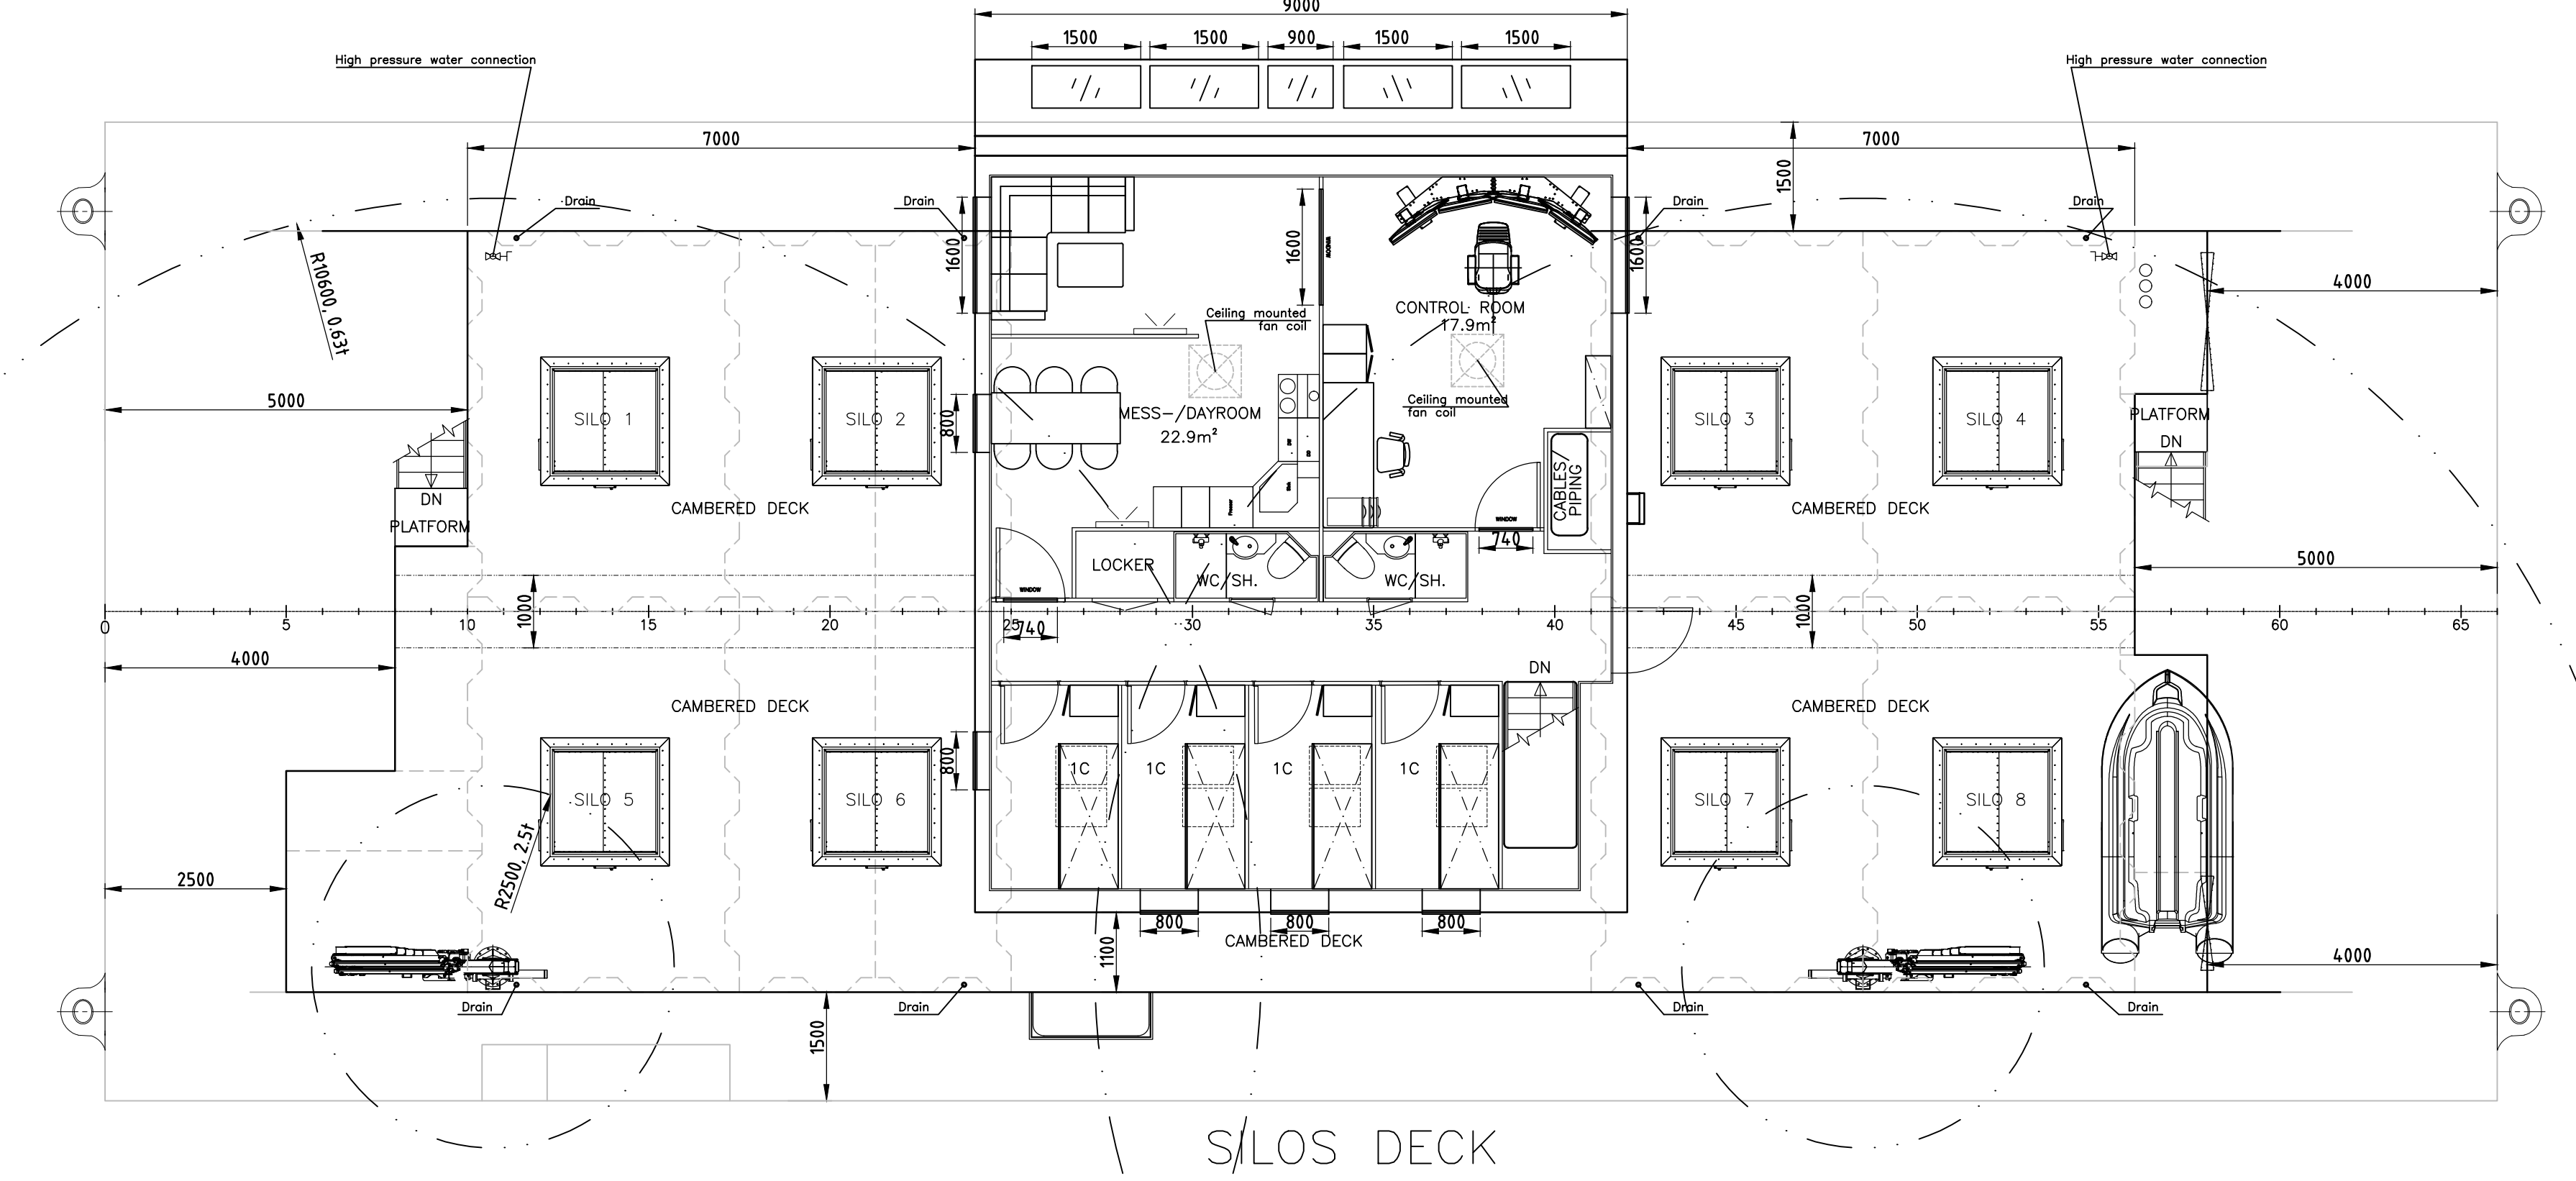 9000
1500
1500
900
1500
1500
High pressure water connection
High pressure water connection
7000
7000
1500
Drain
Drain
Drain
Drain
1600
1600
1600
WINDOW
R10600, 0.63t
CONTROL ROOM
17.9m²
Ceiling mounted
fan coil
4000
5000
Ceiling mounted
fan coil
SILO 1
SILO 2
800
MESS-/DAYROOM
22.9m²
SILO 3
SILO 4
PLATFORM
DN
CABLES/
PIPING
DN
PLATFORM
CAMBERED DECK
Freezer
CAMBERED DECK
WINDOW
740
LOCKER
WC/SH.
WC/SH.
5000
WINDOW
1000
1000
0
5
10
15
20
25
30
35
40
45
50
55
60
65
740
4000
DN
CAMBERED DECK
CAMBERED DECK
800
1C
1C
1C
1C
SILO 5
SILO 6
SILO 7
SILO 8
R2500, 2.5t
2500
800
800
800
CAMBERED DECK
1100
4000
Drain
Drain
Drain
Drain
1500
SILOS DECK